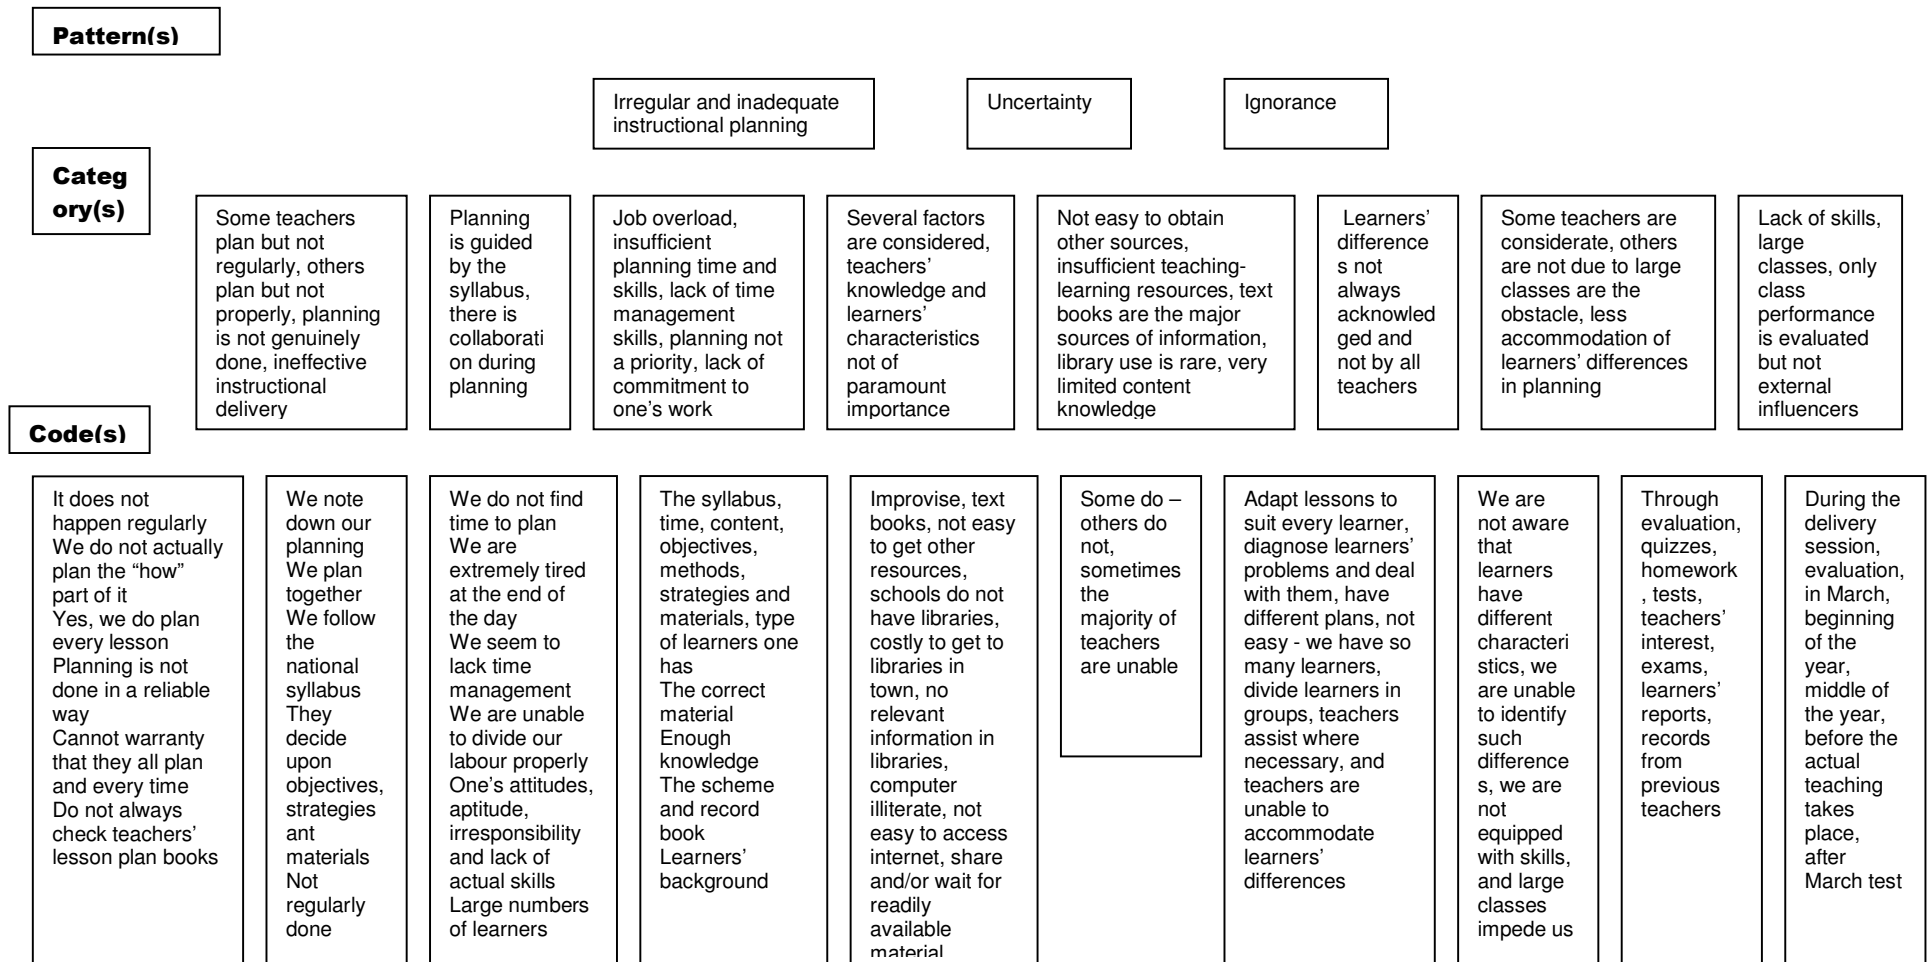 Pattern(s)
Irregular and inadequate
instructional planning
Uncertainty
Ignorance
Categ
ory(s)
Some teachers
plan but not
regularly, others
plan but not
properly, planning
is not genuinely
done, ineffective
instructional
delivery
Planning
is guided
by the
syllabus,
there is
collaborati
on during
planning
Job overload,
insufficient
planning time and
skills, lack of time
management
skills, planning not
a priority, lack of
commitment to
one’s work
Several factors
are considered,
teachers’
knowledge and
learners’
characteristics
not of
paramount
importance
Not easy to obtain
other sources,
insufficient teaching-
learning resources, text
books are the major
sources of information,
library use is rare, very
limited content
knowledge
Learners’
difference
s not
always
acknowled
ged and
not by all
teachers
Some teachers are
considerate, others
are not due to large
classes are the
obstacle, less
accommodation of
learners’ differences
in planning
Lack of skills,
large
classes, only
class
performance
is evaluated
but not
external
influencers
Code(s)
It does not
happen regularly
We do not actually
plan the “how”
part of it
Yes, we do plan
every lesson
Planning is not
done in a reliable
way
Cannot warranty
that they all plan
and every time
Do not always
check teachers’
lesson plan books
We note
down our
planning
We plan
together
We follow
the
national
syllabus
They
decide
upon
objectives,
strategies
ant
materials
Not
regularly
done
We do not find
time to plan
We are
extremely tired
at the end of
the day
We seem to
lack time
management
We are unable
to divide our
labour properly
One’s attitudes,
aptitude,
irresponsibility
and lack of
actual skills
Large numbers
of learners
The syllabus,
time, content,
objectives,
methods,
strategies and
materials, type
of learners one
has
The correct
material
Enough
knowledge
The scheme
and record
book
Learners’
background
Improvise, text
books, not easy
to get other
resources,
schools do not
have libraries,
costly to get to
libraries in
town, no
relevant
information in
libraries,
computer
illiterate, not
easy to access
internet, share
and/or wait for
readily
available
material
Some do –
others do
not,
sometimes
the
majority of
teachers
are unable
Adapt lessons to
suit every learner,
diagnose learners’
problems and deal
with them, have
different plans, not
easy - we have so
many learners,
divide learners in
groups, teachers
assist where
necessary, and
teachers are
unable to
accommodate
learners’
differences
We are
not aware
that
learners
have
different
characteri
stics, we
are unable
to identify
such
difference
s, we are
not
equipped
with skills,
and large
classes
impede us
Through
evaluation,
quizzes,
homework
, tests,
teachers’
interest,
exams,
learners’
reports,
records
from
previous
teachers
During the
delivery
session,
evaluation,
in March,
beginning
of the
year,
middle of
the year,
before the
actual
teaching
takes
place,
after
March test